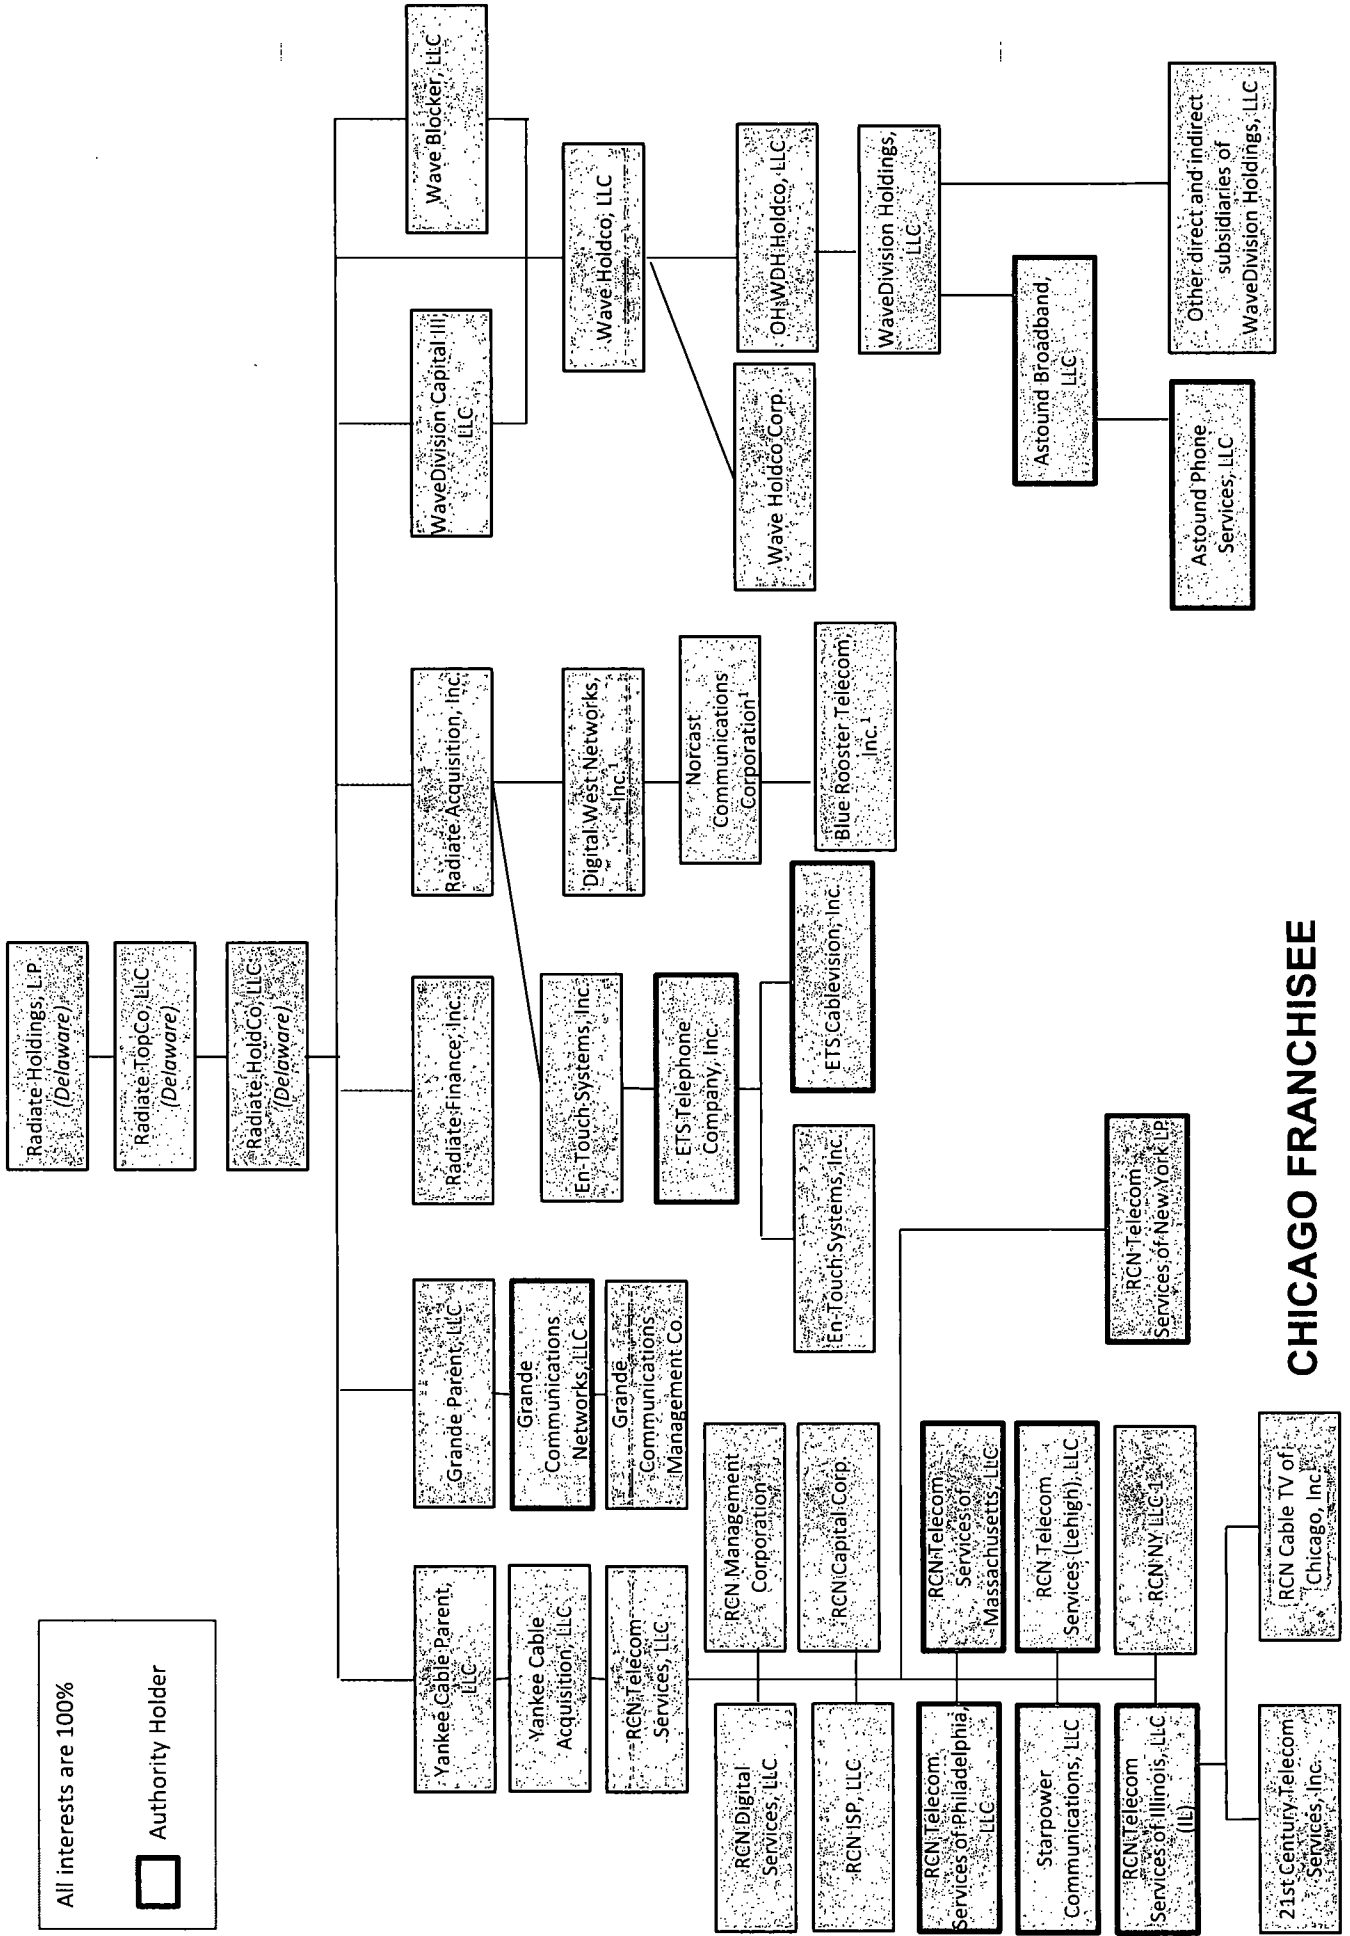 All interests are 100%
Authority Holder
Radiate Holdings, L.P
(Delaware)
Radiate TopCo, LLC
(Delaware)
Radiate HoldCo, LLC
(Delaware)
Yankee Cable Parent,
LLC
Grande Parent, LLC
Radiate Finance, Inc.
Radiate Acquisition, Inc.
WaveDivision Capital III,
LLC
Wave Blocker, LLC
Yankee Cable
Acquisition, LLC
RCN Telecom
Services, LLC
Grande
Communications
Networks, LLC
Grande
Communications
Management Co.
En-Touch Systems, Inc.
ETS Telephone
Company, Inc.
En-Touch Systems, Inc.
ETS Cablevision, Inc.
Digital West Networks,
Inc.¹
Norcast
Communications
Corporation¹
Blue Rooster Telecom,
Inc.¹
Wave Holdco, LLC
Wave Holdco Corp.
OH WDH Holdco, LLC
WaveDivision Holdings,
LLC
Astound Broadband,
LLC
Astound Phone
Services, LLC
Other direct and indirect
subsidiaries of
WaveDivision Holdings, LLC
RCN Digital
Services, LLC
RCN Management
Corporation
RCN ISP, LLC
RCN Capital Corp.
RCN Telecom
Services of Philadelphia,
LLC
RCN Telecom
Services of
Massachusetts, LLC
Starpower
Communications, LLC
RCN Telecom
Services (Lehigh), LLC
RCN Telecom
Services of Illinois, LLC
(IL)
RCN NY LLC 1
RCN Telecom
Services of New York LP
21st Century Telecom
Services, Inc.
RCN Cable TV of
Chicago, Inc.
CHICAGO FRANCHISEE